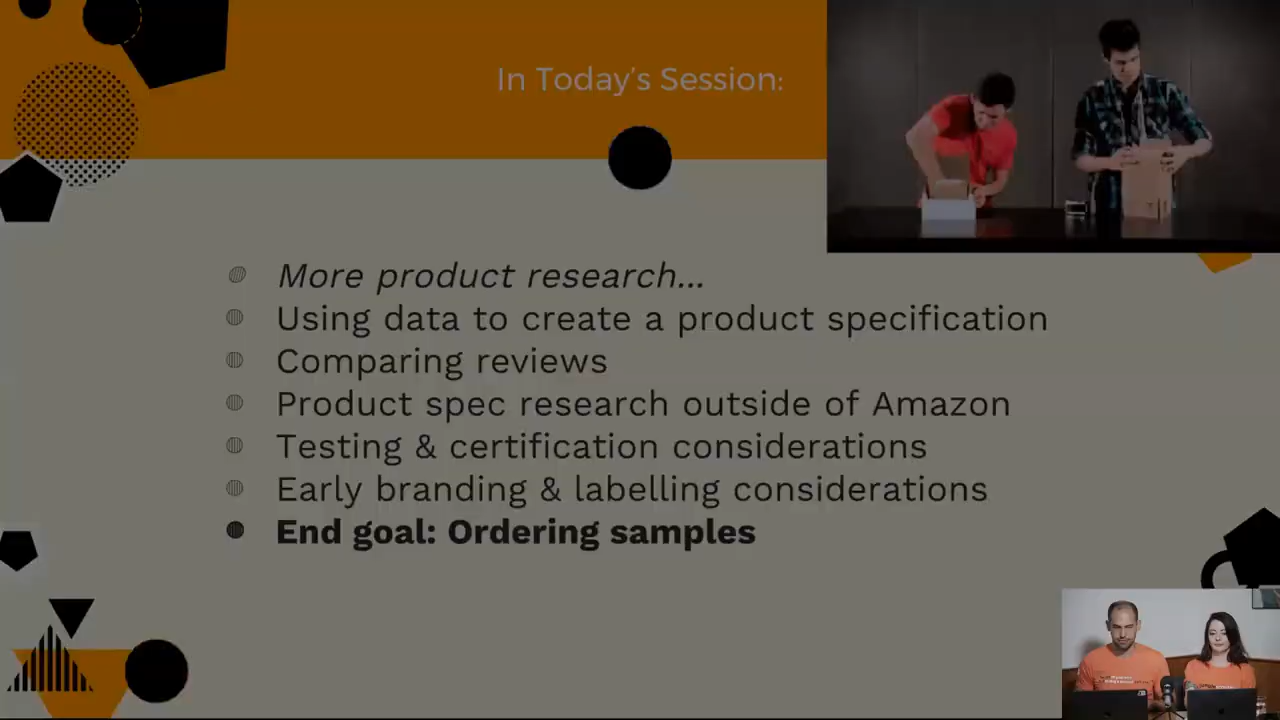 In Today's Session:
More product research...
Using data to create a product specification
Comparing reviews
Product spec research outside of Amazon
Testing & certification considerations
Early branding & labelling considerations
End goal: Ordering samples